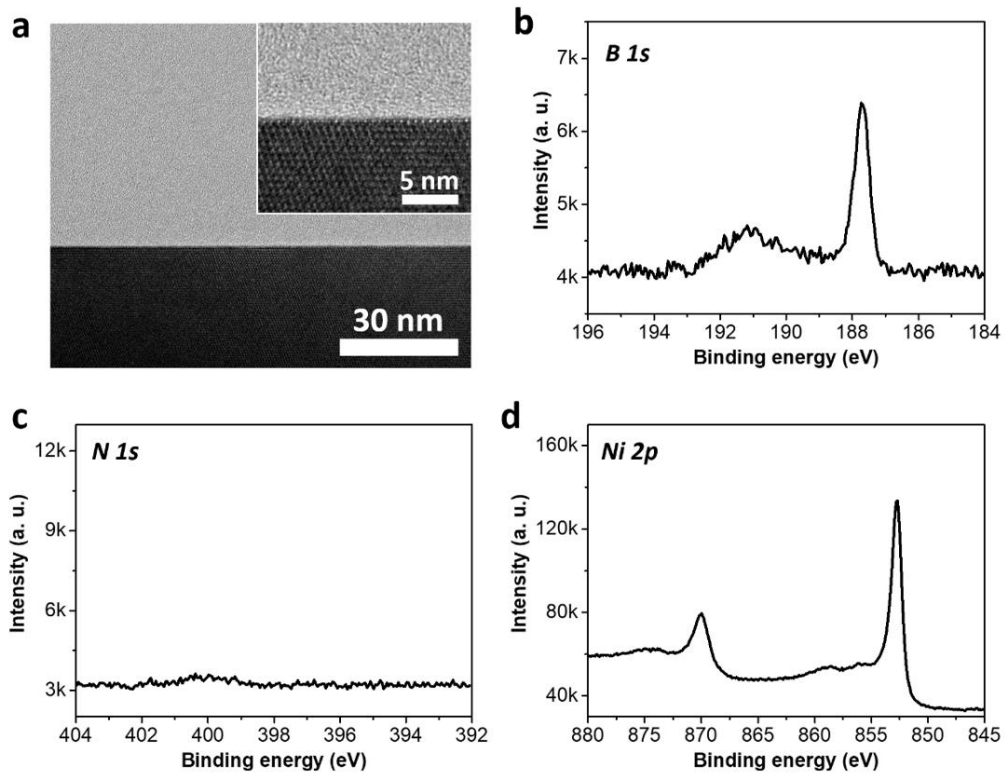 a
5 nm
30 nm
b
B 1s
7k
6k
5k
4k
Intensity (a. u.)
196 194 192 190 188 186 184
Binding energy (eV)
c
N 1s
12k
9k
6k
3k
Intensity (a. u.)
404 402 400 398 396 394 392
Binding energy (eV)
d
Ni 2p
160k
120k
80k
40k
Intensity (a. u.)
880 875 870 865 860 855 850 845
Binding energy (eV)